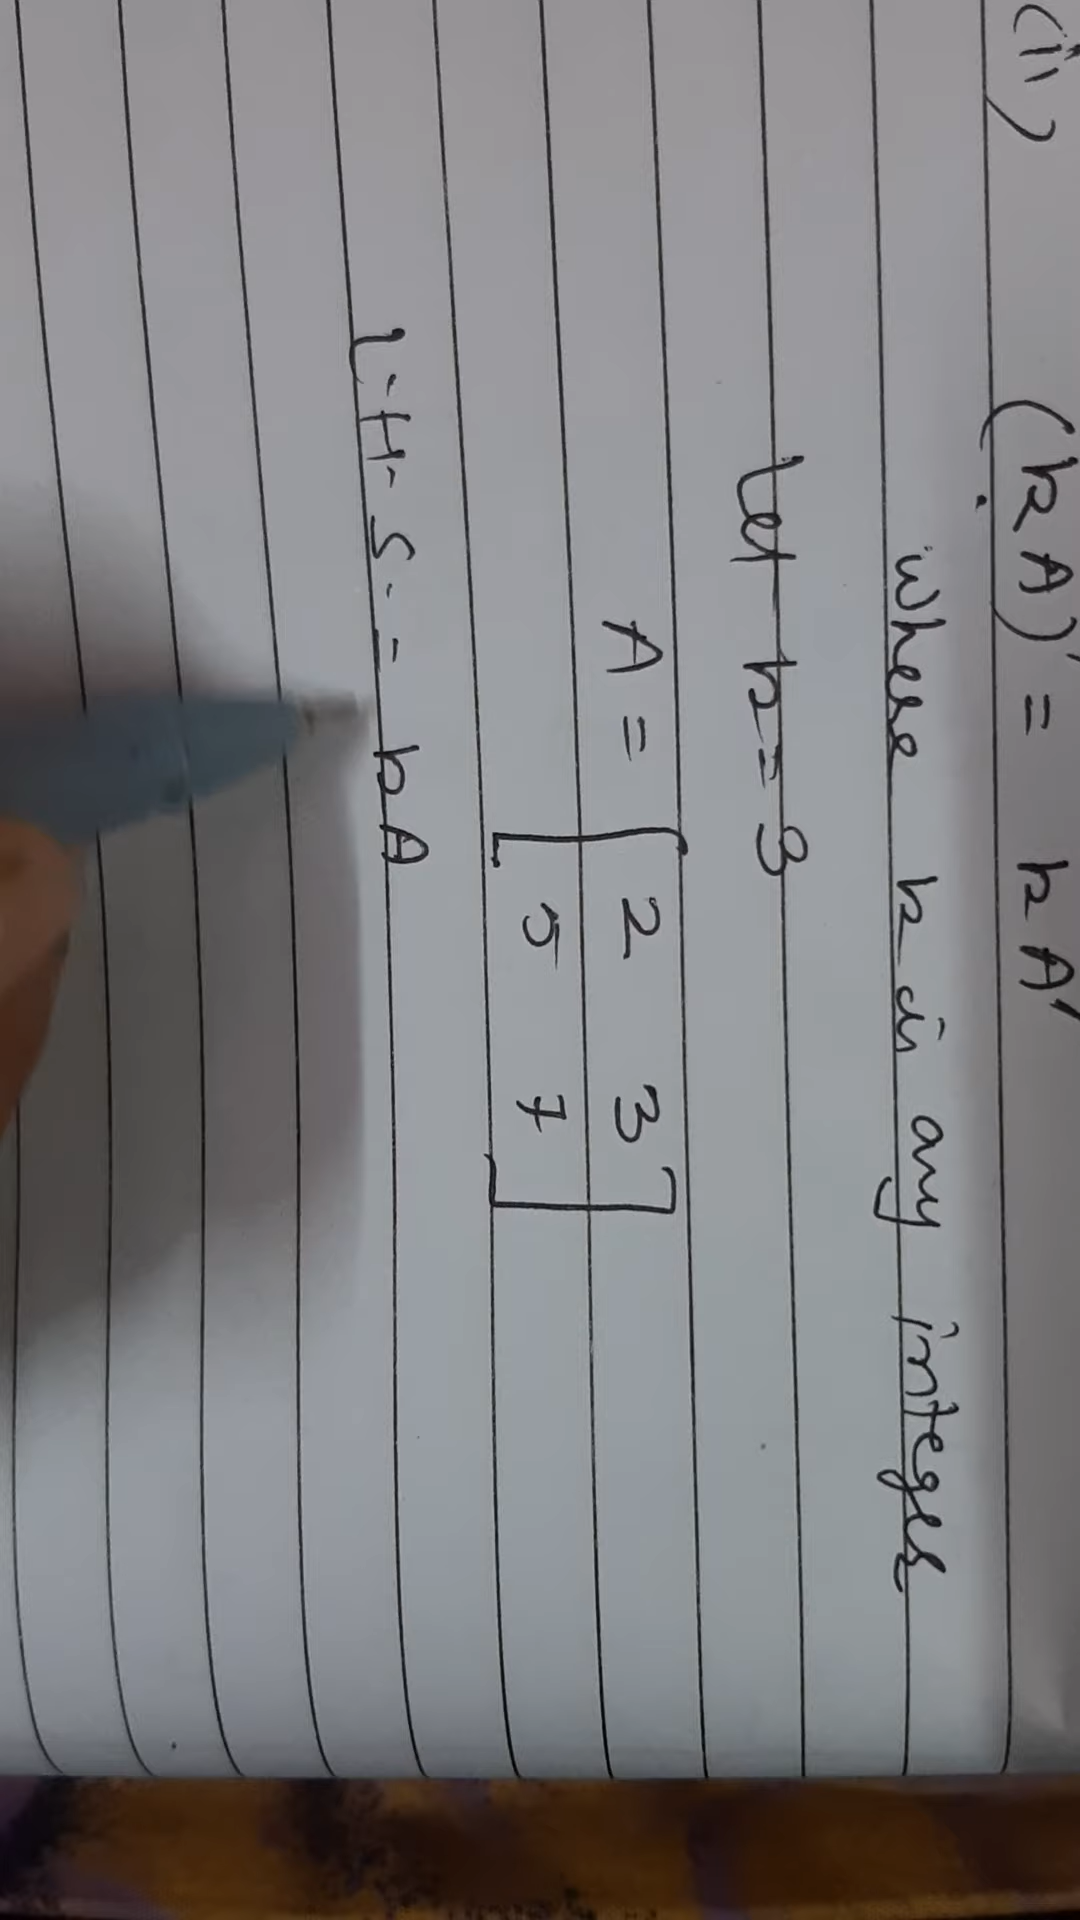 (ii) (kA)' = kA'
where k is any integer
Let k = 3
A = [ 2 3
5 7 ]
L.H.S. = kA